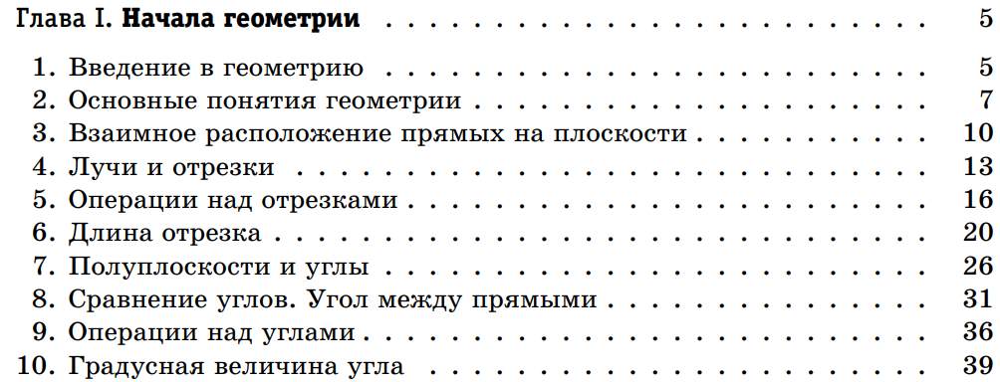 Глава I. Начала геометрии . . . . . . . . . . . . . . . . . . . . . . . . . 5
1. Введение в геометрию . . . . . . . . . . . . . . . . . . . . . . . . . 5
2. Основные понятия геометрии . . . . . . . . . . . . . . . . . . . . 7
3. Взаимное расположение прямых на плоскости . . . . . . . . . . 10
4. Лучи и отрезки . . . . . . . . . . . . . . . . . . . . . . . . . . . . . 13
5. Операции над отрезками . . . . . . . . . . . . . . . . . . . . . . . 16
6. Длина отрезка . . . . . . . . . . . . . . . . . . . . . . . . . . . . . . 20
7. Полуплоскости и углы . . . . . . . . . . . . . . . . . . . . . . . . . 26
8. Сравнение углов. Угол между прямыми . . . . . . . . . . . . . . 31
9. Операции над углами . . . . . . . . . . . . . . . . . . . . . . . . . 36
10. Градусная величина угла . . . . . . . . . . . . . . . . . . . . . . . 39